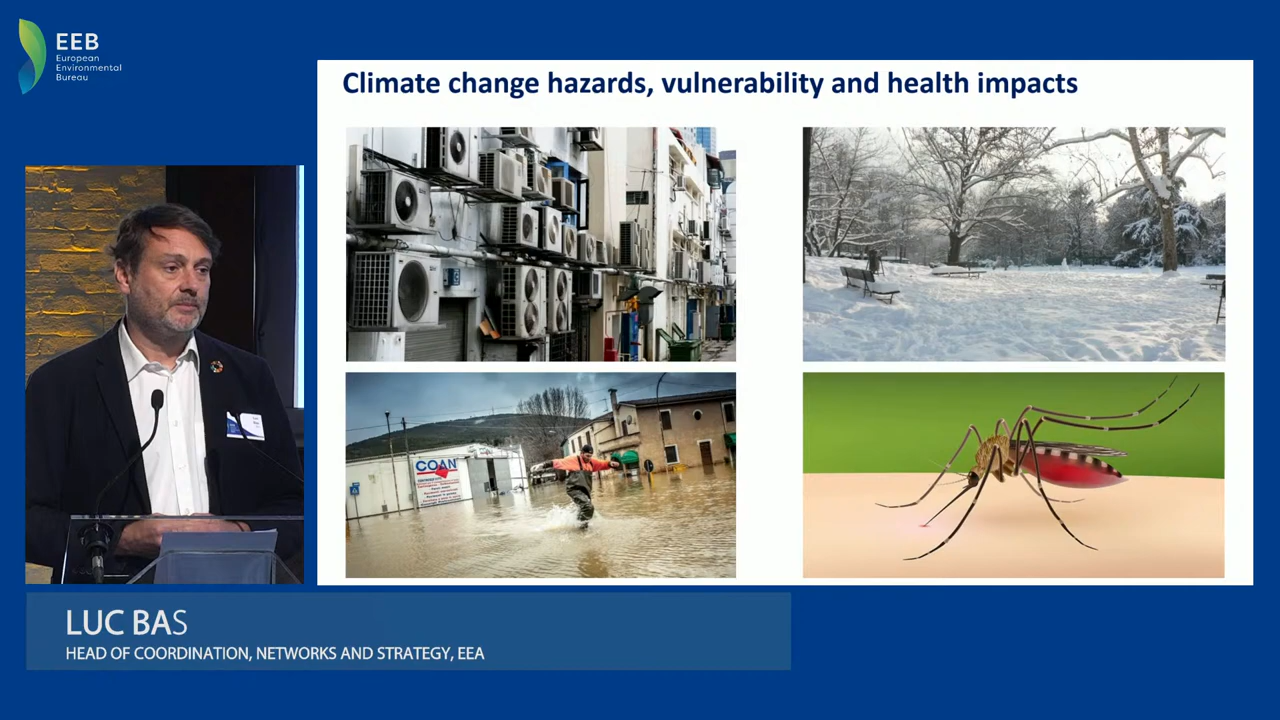 EEB
European
Environmental
Bureau
Climate change hazards, vulnerability and health impacts
COAN
LUC BAS
HEAD OF COORDINATION, NETWORKS AND STRATEGY, EEA